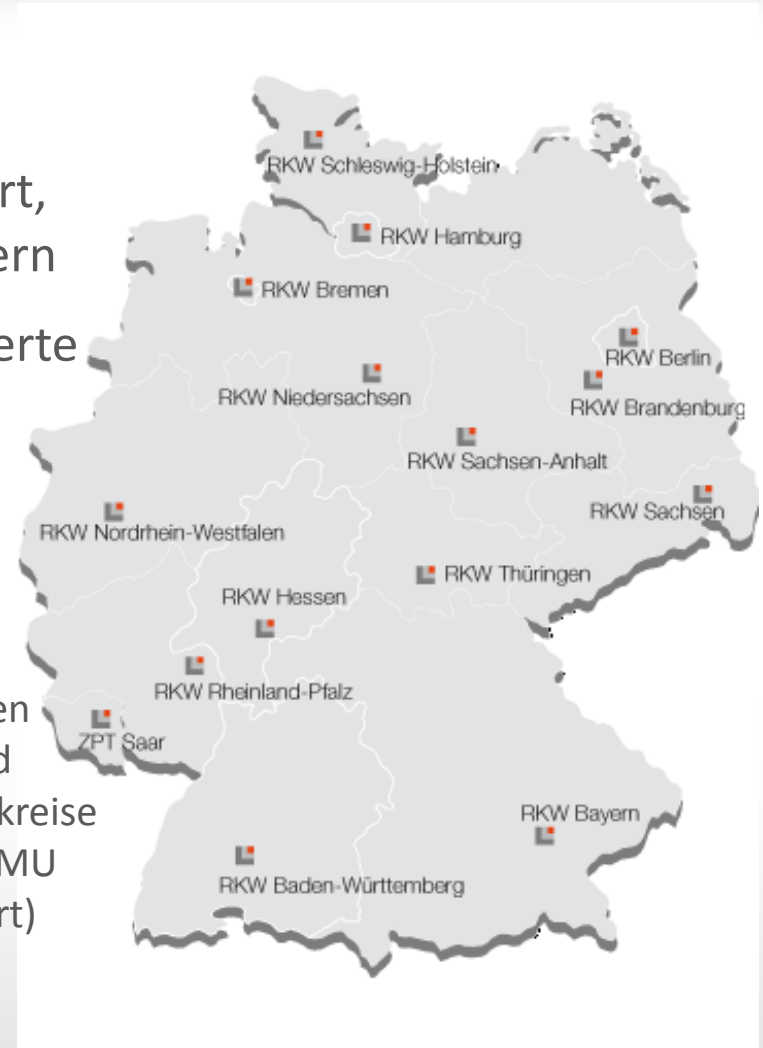 rt,
ern
erte
en
d
kreise
MU
rt)
RKW Schleswig-Holstein
RKW Hamburg
RKW Bremen
RKW Berlin
RKW Niedersachsen
RKW Brandenburg
RKW Sachsen-Anhalt
RKW Sachsen
RKW Nordrhein-Westfalen
RKW Thüringen
RKW Hessen
RKW Rheinland-Pfalz
ZPT Saar
RKW Bayern
RKW Baden-Württemberg